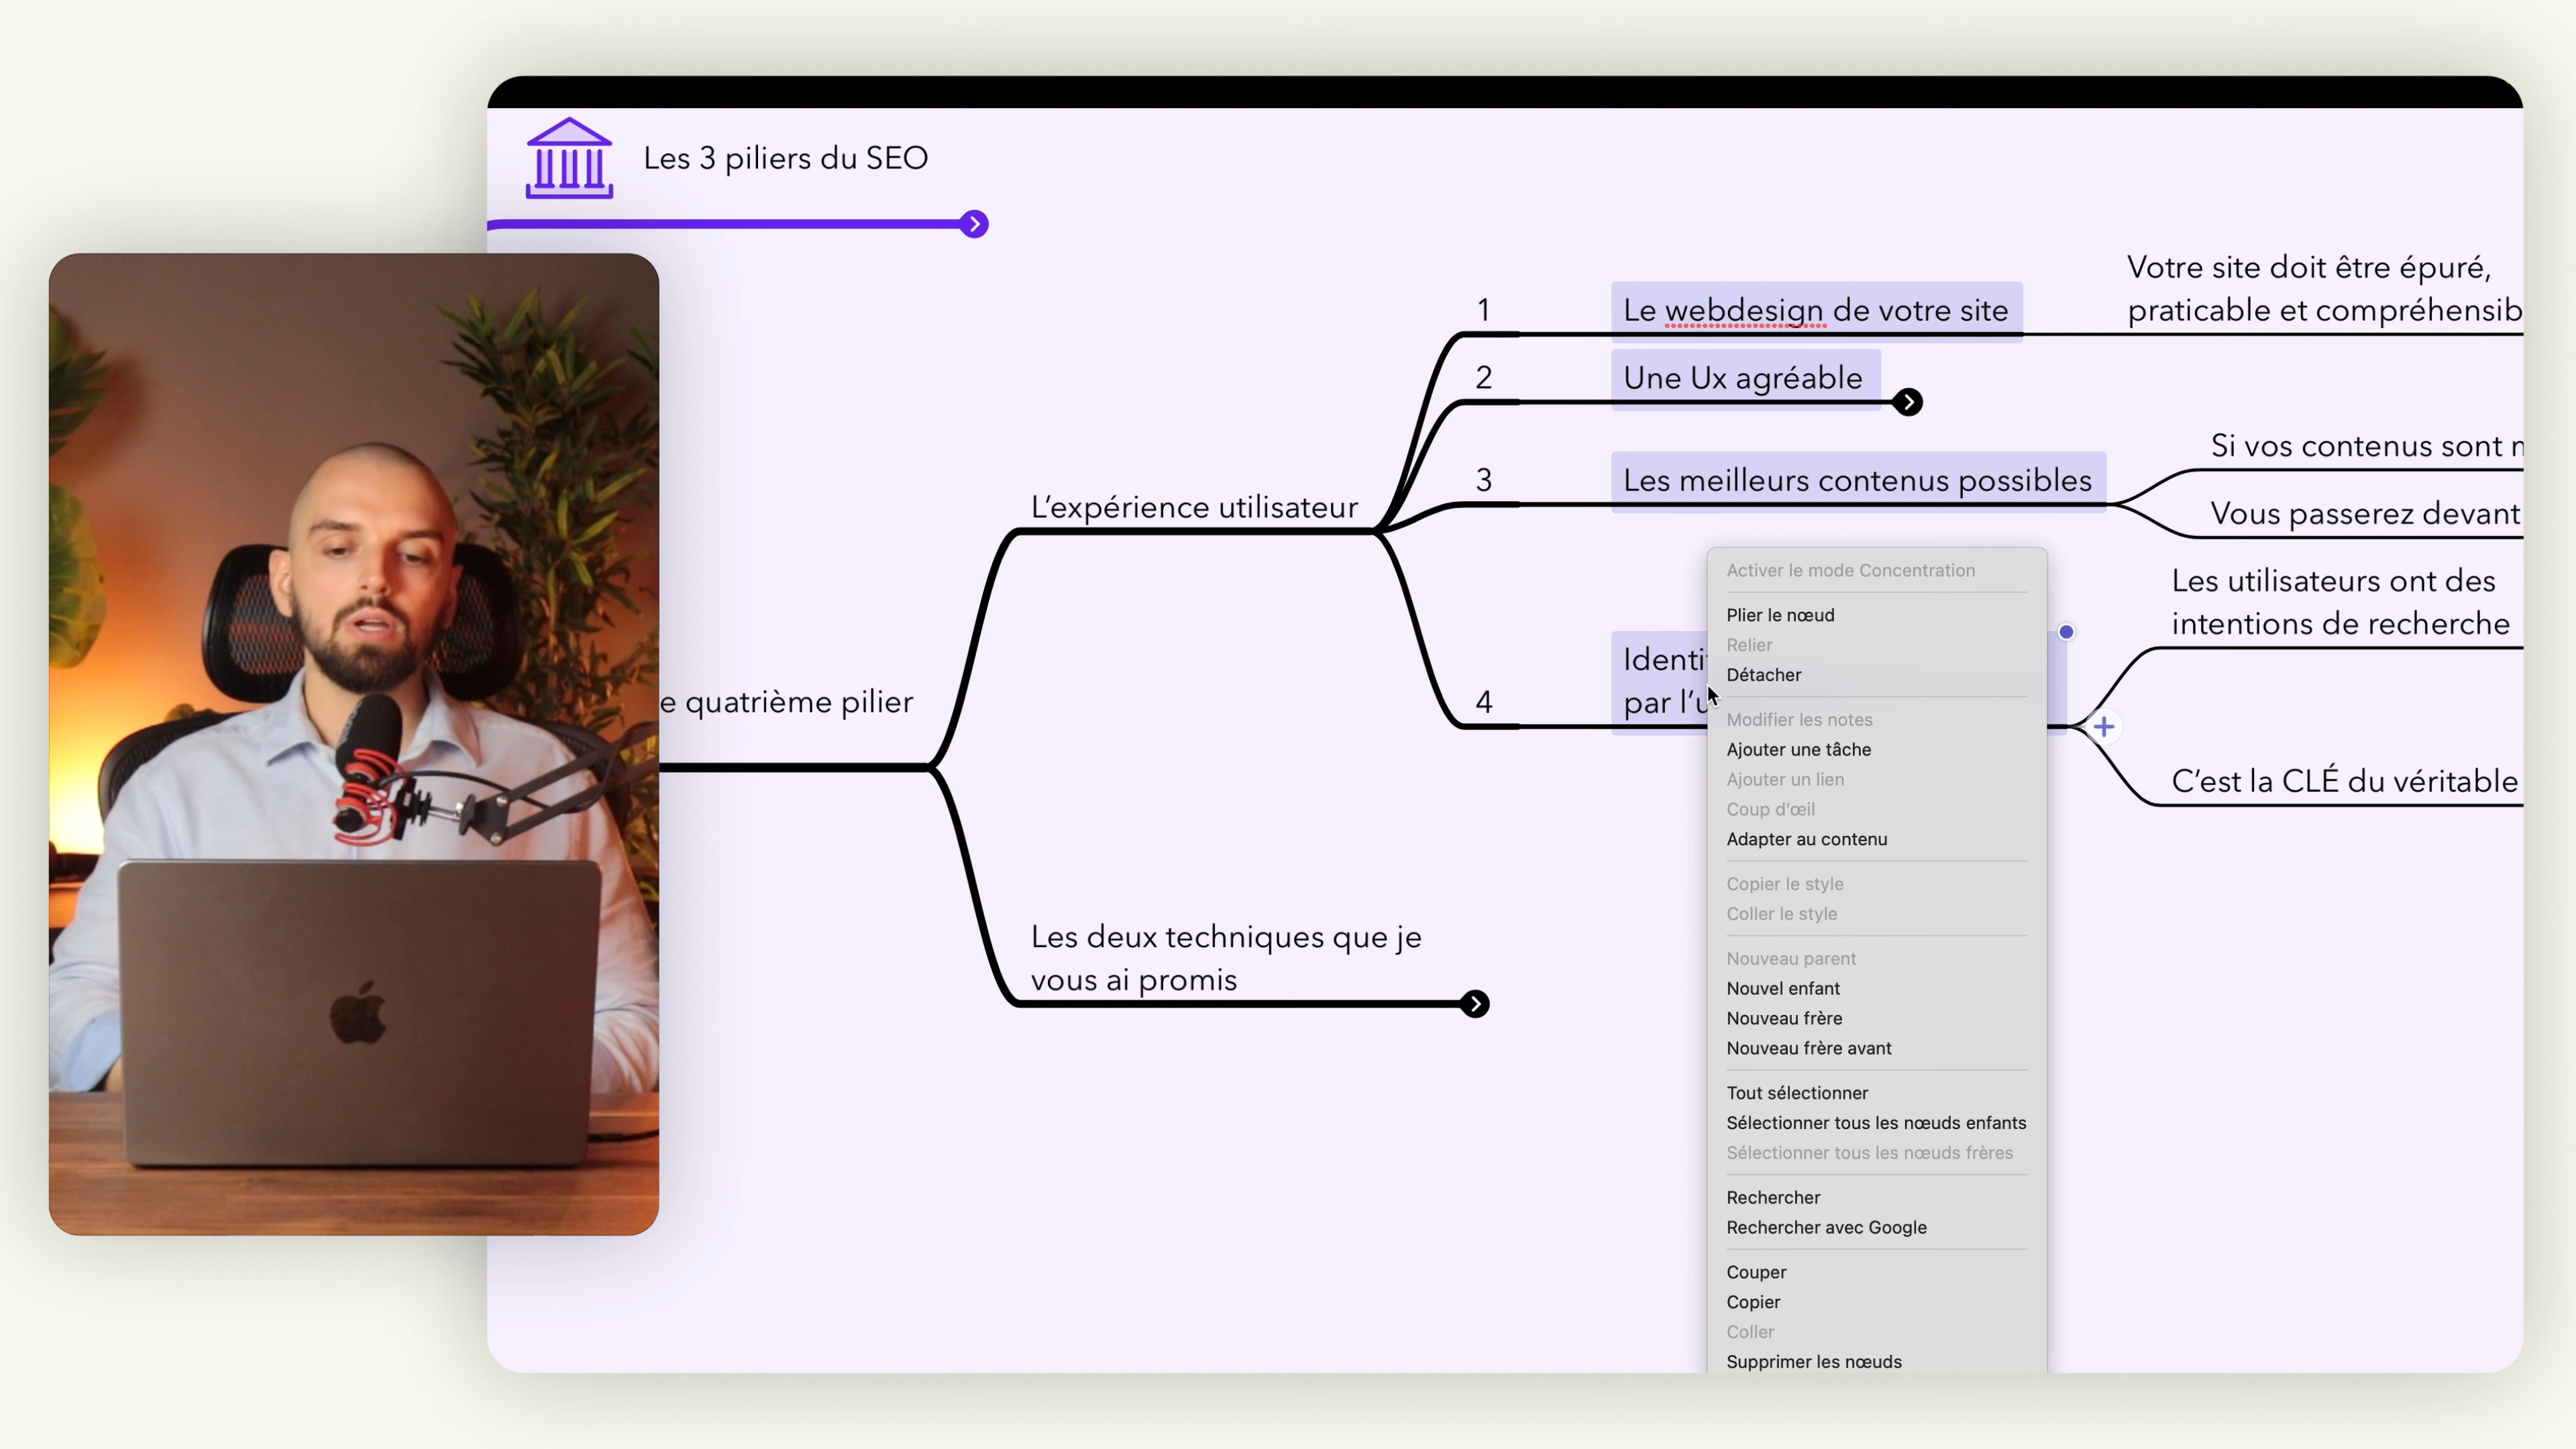 Les 3 piliers du SEO
e quatrième pilier
L'expérience utilisateur
1
Le webdesign de votre site
Votre site doit être épuré,
praticable et compréhensib
2
Une Ux agréable
3
Les meilleurs contenus possibles
Si vos contenus sont
Vous passerez devant
4
Identi
par l'u
Les utilisateurs ont des
intentions de recherche
C'est la CLÉ du véritable
Les deux techniques que je
vous ai promis
Activer le mode Concentration
Plier le nœud
Relier
Détacher
Modifier les notes
Ajouter une tâche
Ajouter un lien
Coup d'œil
Adapter au contenu
Copier le style
Coller le style
Nouveau parent
Nouvel enfant
Nouveau frère
Nouveau frère avant
Tout sélectionner
Sélectionner tous les nœuds enfants
Sélectionner tous les nœuds frères
Rechercher
Rechercher avec Google
Couper
Copier
Coller
Supprimer les nœuds